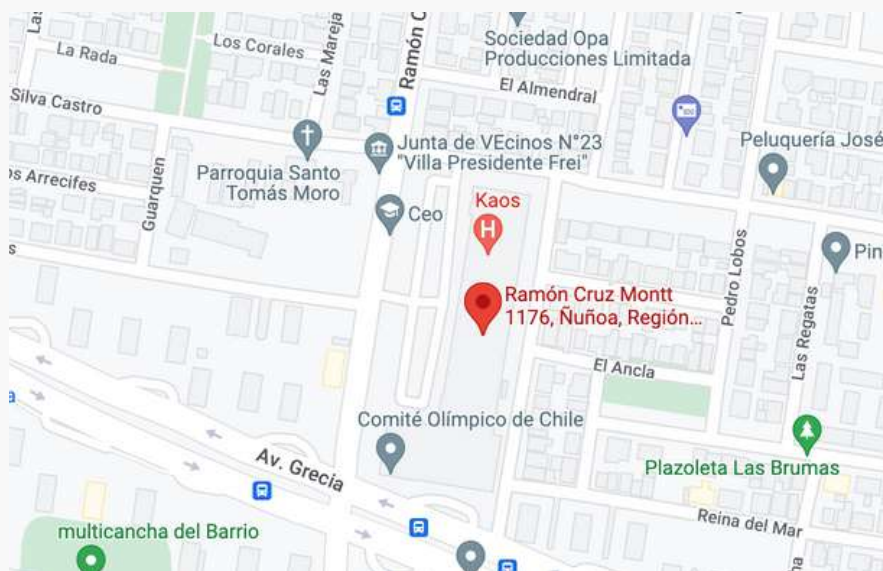 Las
La Rada
Los Corales
Las Mareja
Ramón C
Sociedad Opa
Producciones Limitada
El Almendral
Silva Castro
Junta de VEcinos N°23
"Villa Presidente Frei"
Peluquería José
Parroquia Santo
Tomás Moro
os Arrecifes
Guarquen
Ceo
Kaos
H
Pedro Lobos
Pin
s
Ramón Cruz Montt
1176, Ñuñoa, Región...
Las Regatas
El Ancla
a
Comité Olímpico de Chile
Av. Grecia
Plazoleta Las Brumas
Reina del Mar
multicancha del Barrio
na